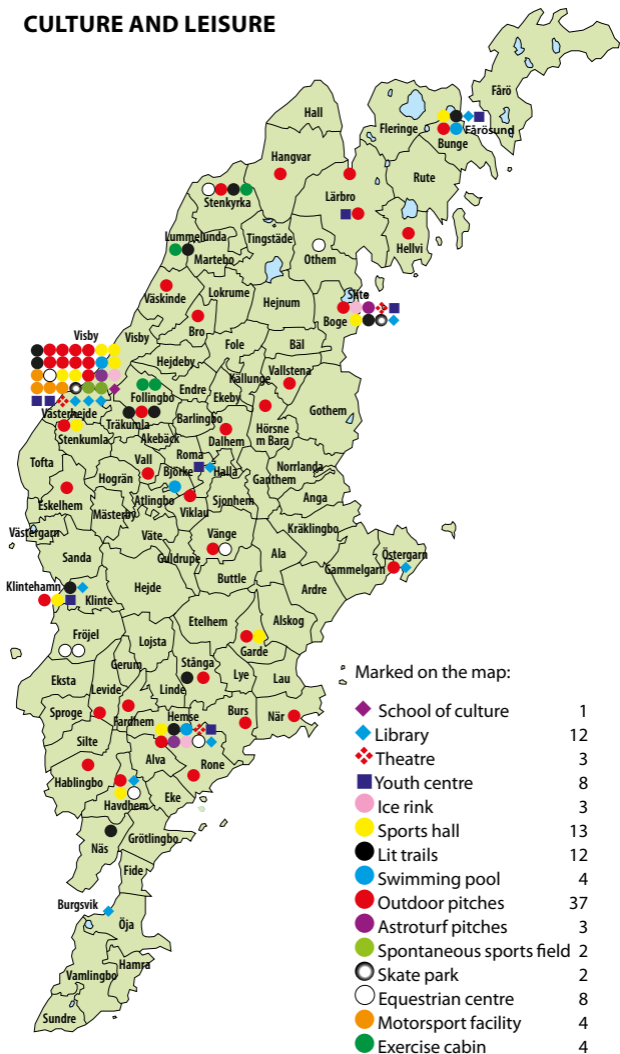 CULTURE AND LEISURE
Fårö
Hall
Fleringe
Fårösund
Bunge
Hangvar
Rute
Lärbro
Stenkyrka
Hellvi
Lummelunda
Tingstäde
Othem
Martebo
Lokrume
Slite
Väskinde
Hejnum
Boge
Bro
Visby
Visby
Fole
Bäl
Hejdeby
Källunge
Vallstena
Endre
Ekeby
Follingbo
Gothem
Västerhejde
Träkumla
Barlingbo
Hörsne
m Bara
Stenkumla
Akebäck
Dalhem
Roma
Tofta
Vall
Björke
Halla
Norrlanda
Hogrän
Ganthem
Eskelhem
Atlingbo
Viklau
Sjonhem
Anga
Mästerby
Västergarn
Väte
Vänge
Kräklingbo
Sanda
Guldrupe
Ala
Östergarn
Gammelgarn
Klintehamn
Hejde
Buttle
Ardre
Klinte
Etelhem
Alskog
Fröjel
Lojsta
Garde
Gerum
Stånga
Eksta
Lye
Lau
Levide
Linde
Sproge
Fardhem
Hemse
Burs
När
Silte
Alva
Rone
Hablingbo
Havdhem
Eke
Näs
Grötlingbo
Fide
Burgsvik
Öja
Hamra
Vamlingbo
Sundre
Marked on the map:
School of culture 1
Library 12
Theatre 3
Youth centre 8
Ice rink 3
Sports hall 13
Lit trails 12
Swimming pool 4
Outdoor pitches 37
Astroturf pitches 3
Spontaneous sports field 2
Skate park 2
Equestrian centre 8
Motorsport facility 4
Exercise cabin 4